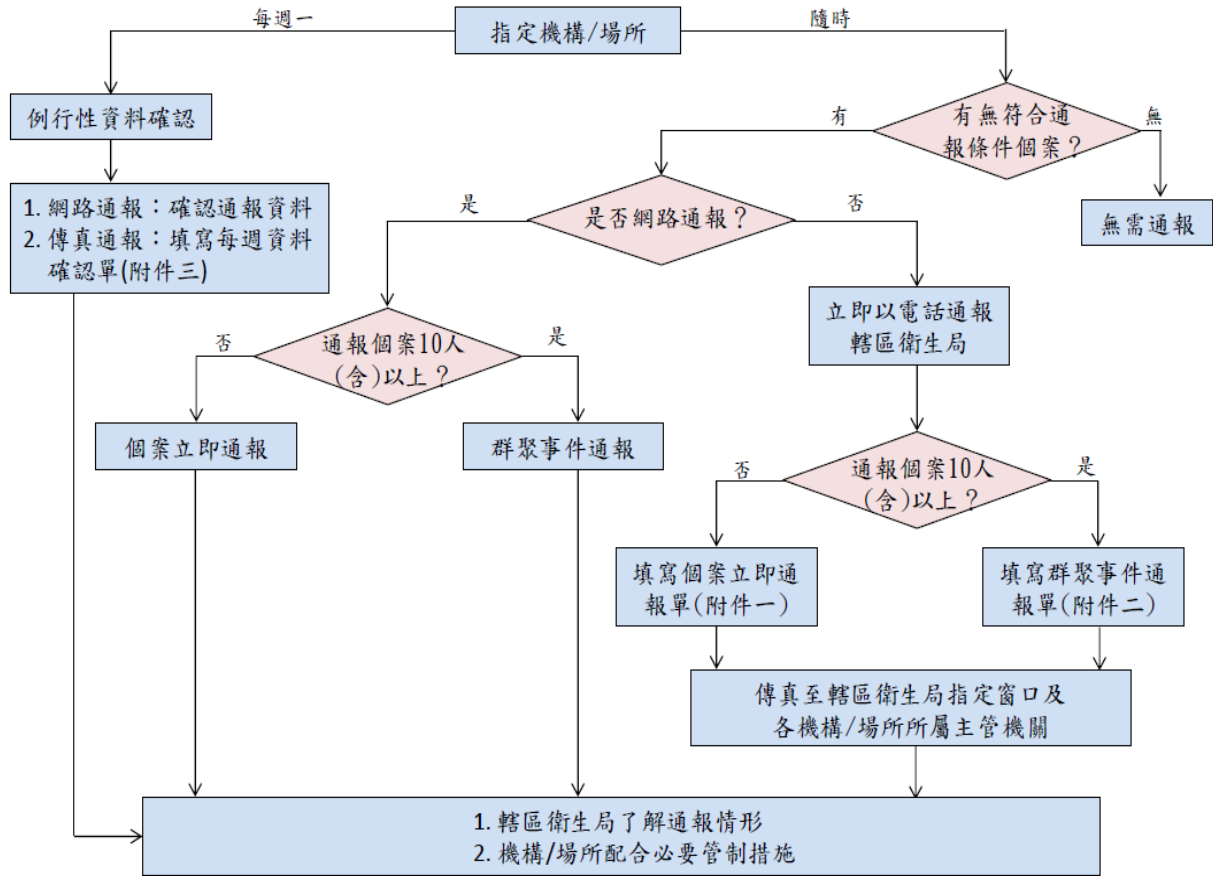 每週一
指定機構/場所
隨時
例行性資料確認
有無符合通
報條件個案？
有
無
1. 網路通報：確認通報資料
2. 傳真通報：填寫每週資料
確認單(附件三)
是否網路通報？
是
否
無需通報
立即以電話通報
轄區衛生局
通報個案10人
(含)以上？
否
是
個案立即通報
群聚事件通報
通報個案10人
(含)以上？
否
是
填寫個案立即通
報單(附件一)
填寫群聚事件通
報單(附件二)
傳真至轄區衛生局指定窗口及
各機構/場所所屬主管機關
1. 轄區衛生局了解通報情形
2. 機構/場所配合必要管制措施